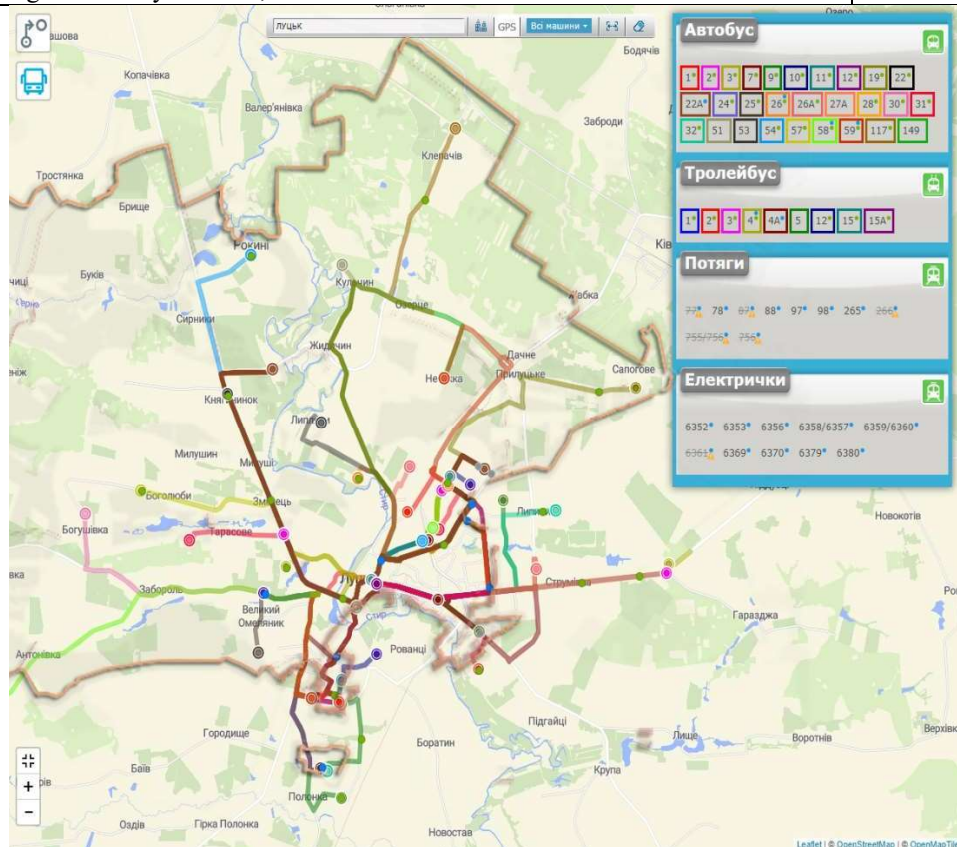 ЛУЦЬК
GPS
Всі машини
Автобус
1 2 3 7 9 10 11 12 19 22
22А 24 25 26 26А 27А 28 30 31
32 51 53 54 57 58 59 117 149
Тролейбус
1 2 3 4 4А 5 12 15 15А
Потяги
77 78 87 88 97 98 265 266
755/756 756
Електрички
6352 6353 6356 6358/6357 6359/6360
6361 6369 6370 6379 6380
Бодячів
Копачівка
Валер'янівка
Заброди
Клепачів
Тростянка
Брище
Рокині
Буків
Кульчин
Озерце
Сирники
Жидичин
Дачне
Прилуцьке
Сапогове
Княгининок
Липляни
Милушин
Милуші
Боголюби
Змінець
Стир
Липини
Богушівка
Тарасове
Новокотів
Забороль
Струмівка
Великий
Омеляник
Стир
Гаразджа
Рованці
Антонівка
Підгайці
Городище
Боратин
Лище
Воротнів
Баїв
Крупа
Полонка
Оздів
Гірка Полонка
Новостав
+
−
Leaflet | © OpenStreetMap | © OpenMapTile